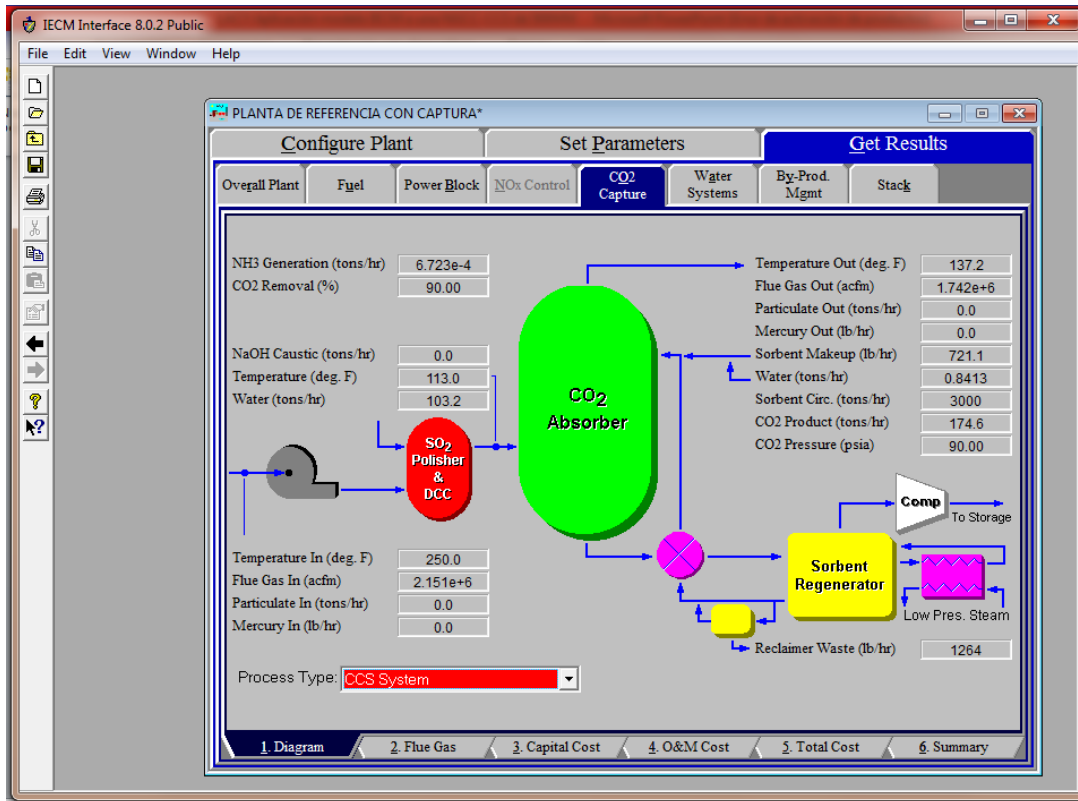 IECM Interface 8.0.2 Public
File Edit View Window Help
PLANTA DE REFERENCIA CON CAPTURA*
Configure Plant Set Parameters Get Results
Overall Plant Fuel Power Block NOx Control CO2 Capture Water Systems By-Prod. Mgmt Stack
NH3 Generation (tons/hr) 6.723e-4
CO2 Removal (%) 90.00
NaOH Caustic (tons/hr) 0.0
Temperature (deg. F) 113.0
Water (tons/hr) 103.2
SO2
Polisher
&
DCC
CO2
Absorber
Temperature Out (deg. F) 137.2
Flue Gas Out (acfm) 1.742e+6
Particulate Out (tons/hr) 0.0
Mercury Out (lb/hr) 0.0
Sorbent Makeup (lb/hr) 721.1
Water (tons/hr) 0.8413
Sorbent Circ. (tons/hr) 3000
CO2 Product (tons/hr) 174.6
CO2 Pressure (psia) 90.00
Comp
To Storage
Sorbent
Regenerator
Low Pres. Steam
Temperature In (deg. F) 250.0
Flue Gas In (acfm) 2.151e+6
Particulate In (tons/hr) 0.0
Mercury In (lb/hr) 0.0
Reclaimer Waste (lb/hr) 1264
Process Type: CCS System
1. Diagram 2. Flue Gas 3. Capital Cost 4. O&M Cost 5. Total Cost 6. Summary